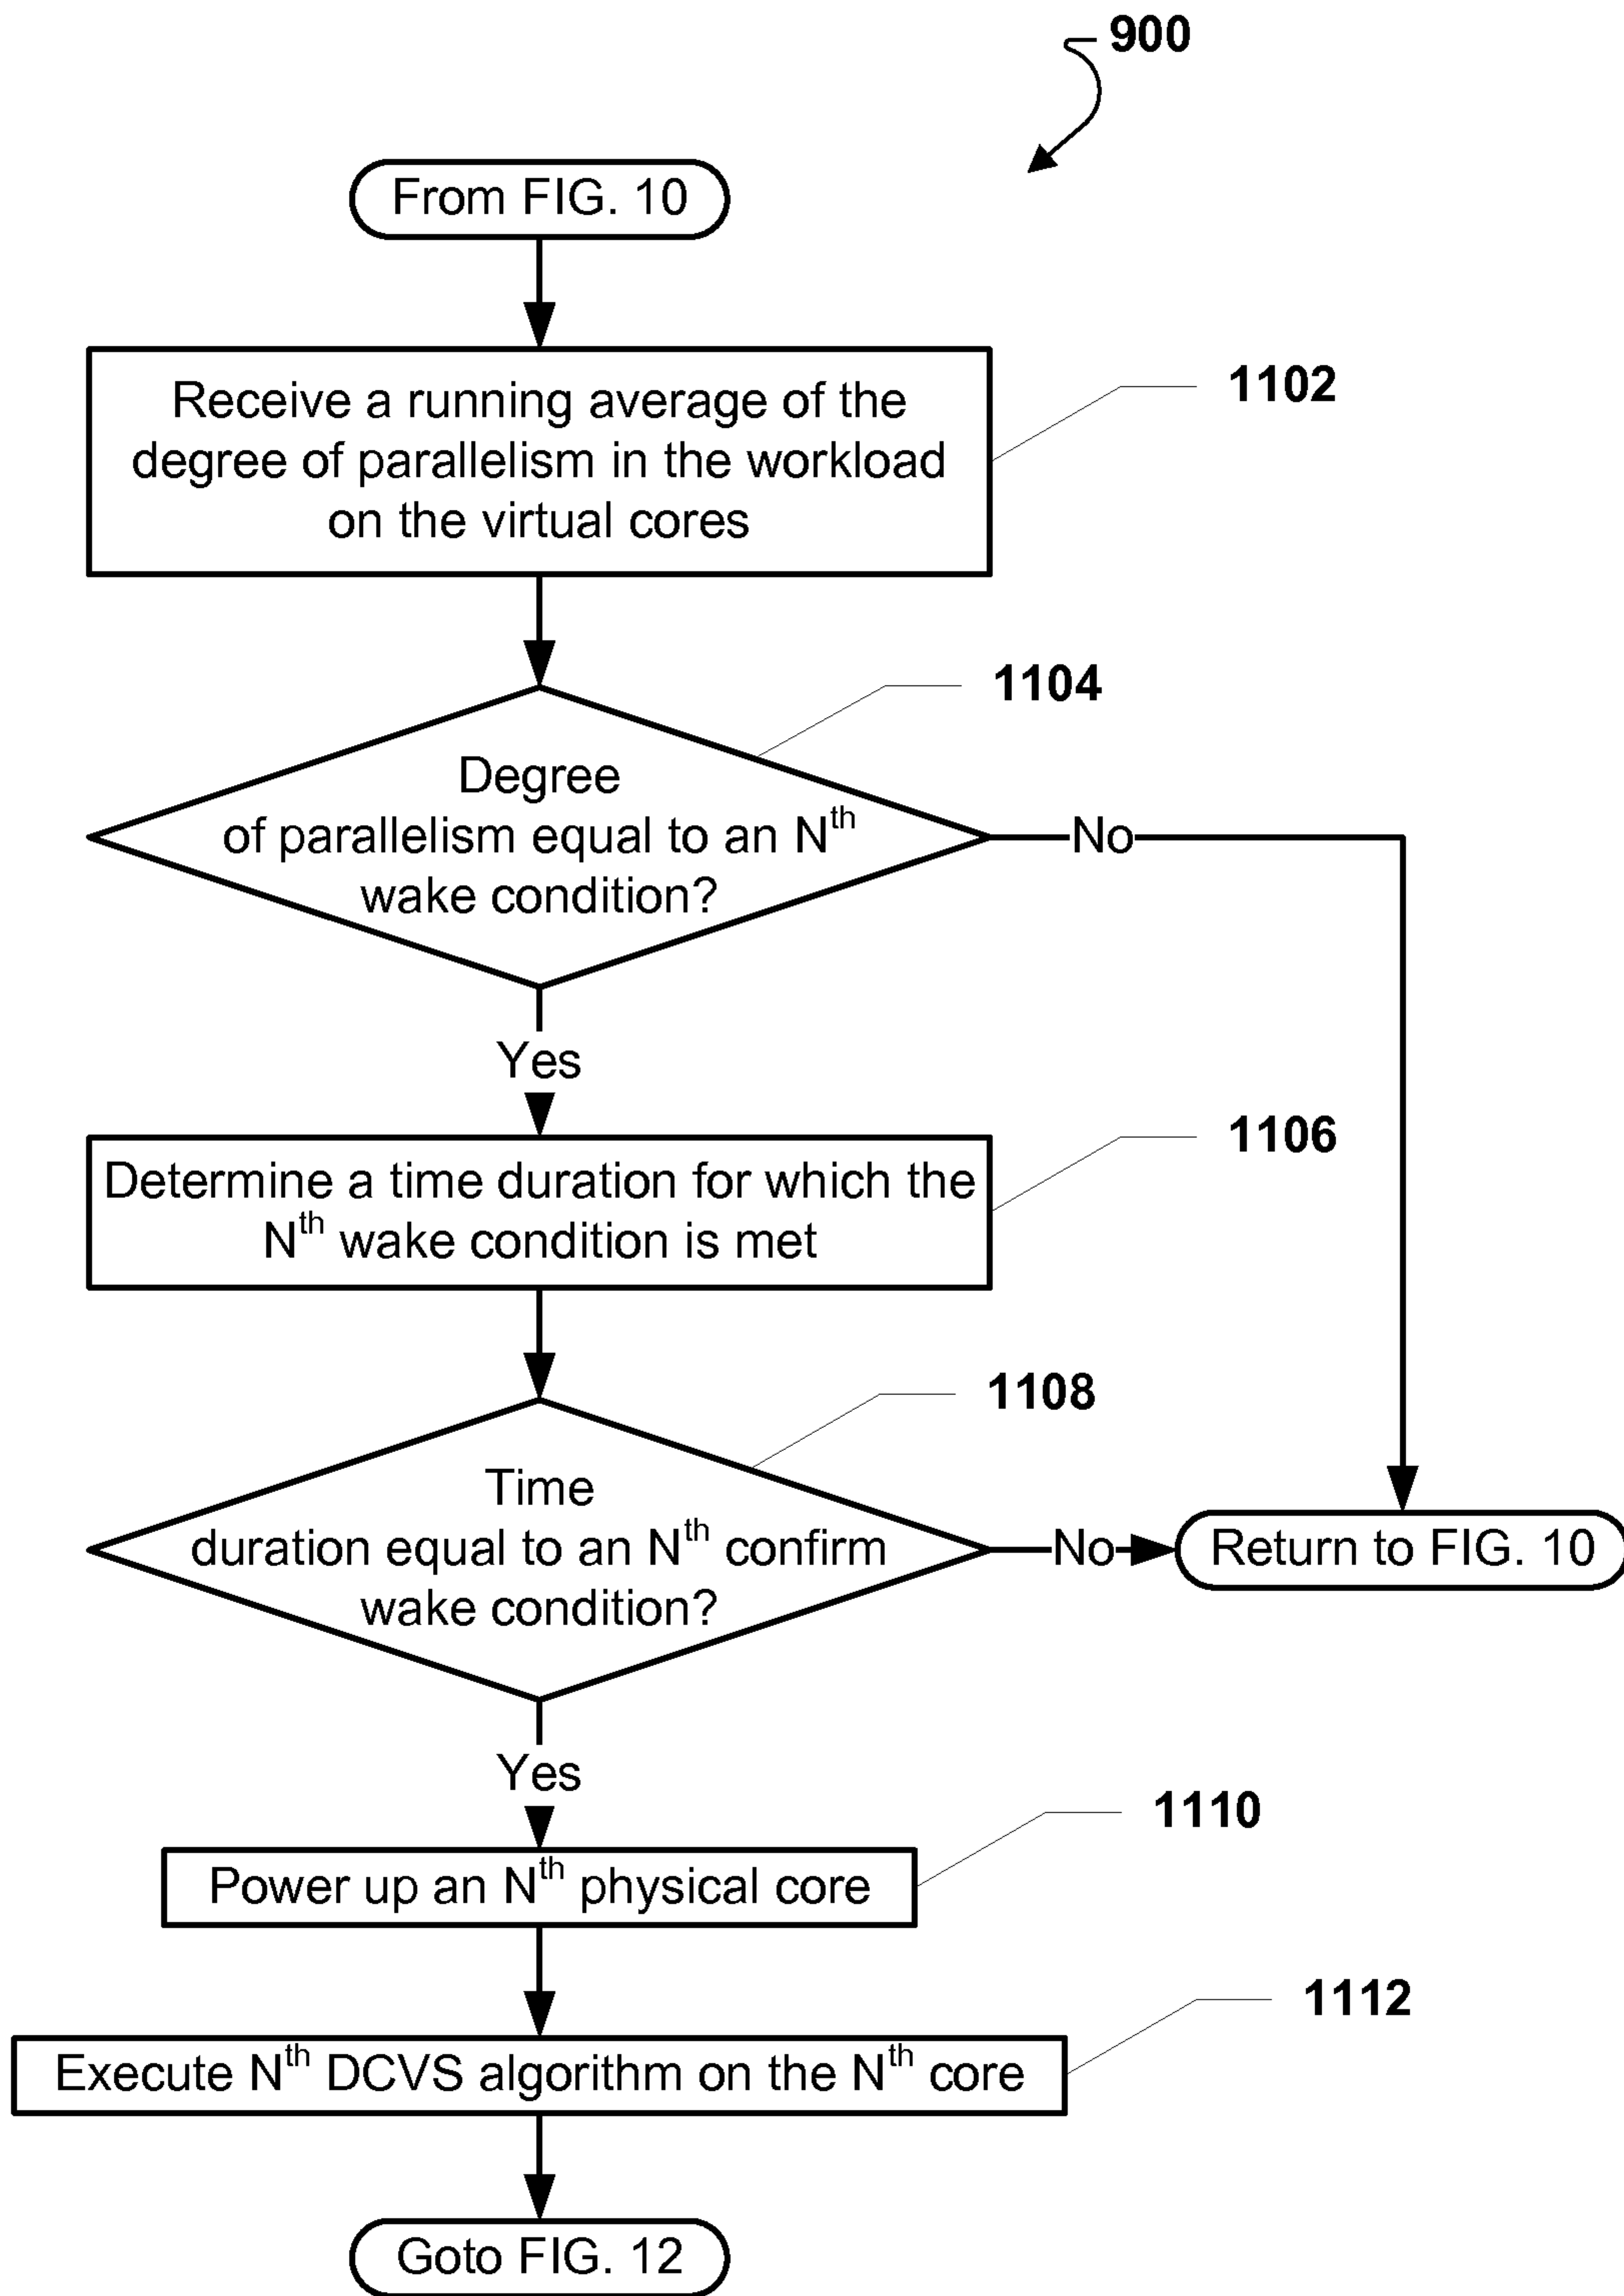 900
From FIG. 10
Receive a running average of the
degree of parallelism in the workload
on the virtual cores
1102
1104
Degree
of parallelism equal to an Nth
wake condition?
No
Yes
1106
Determine a time duration for which the
Nth wake condition is met
1108
Time
duration equal to an Nth confirm
wake condition?
No
Return to FIG. 10
Yes
1110
Power up an Nth physical core
1112
Execute Nth DCVS algorithm on the Nth core
Goto FIG. 12